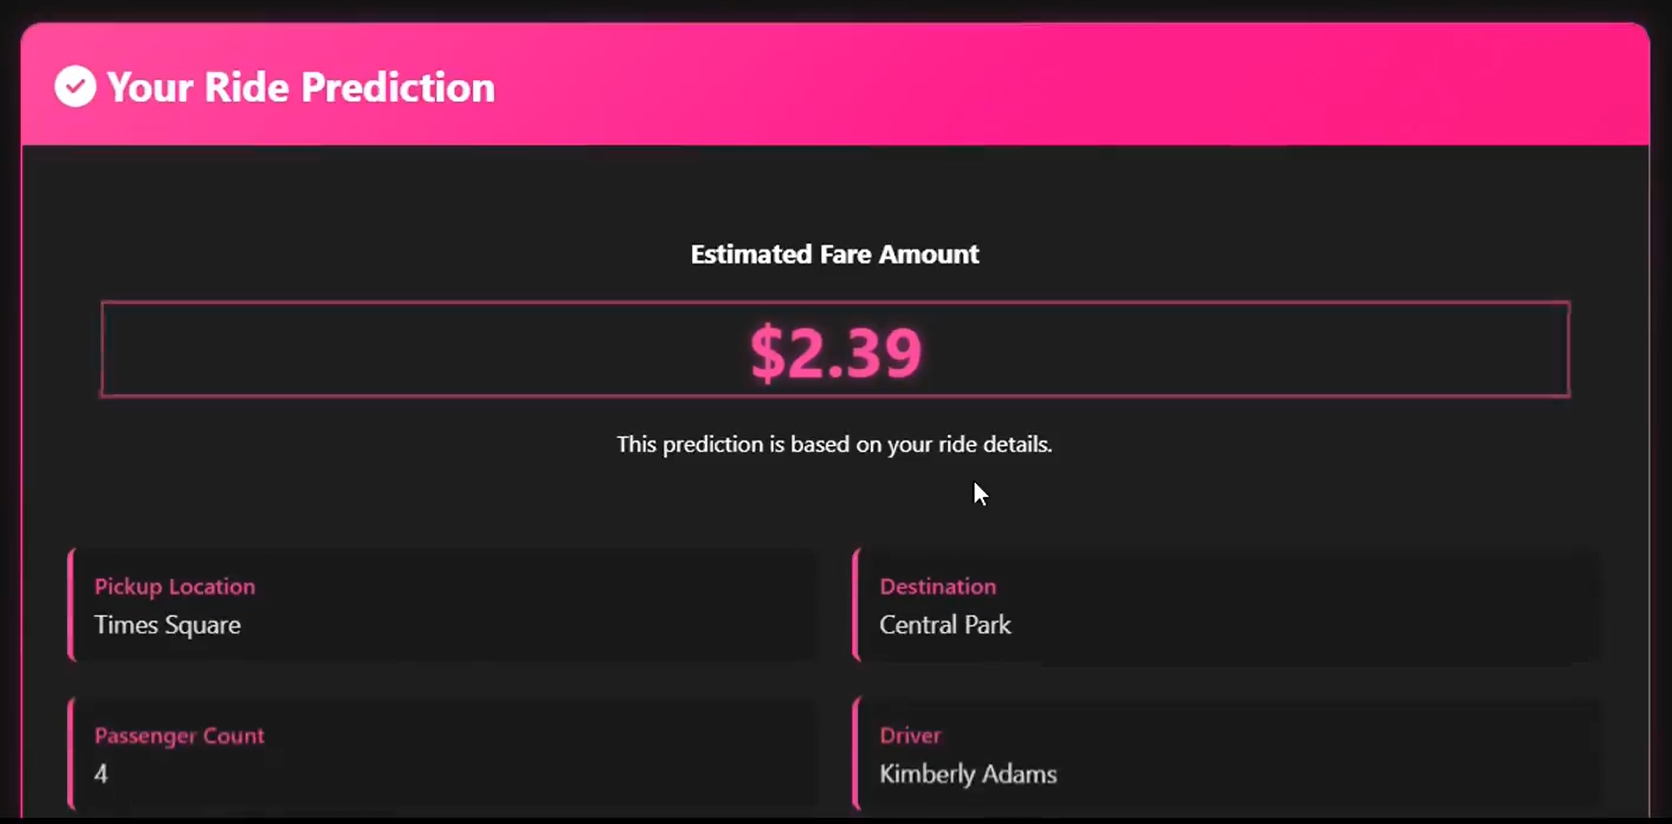 Your Ride Prediction
Estimated Fare Amount
$2.39
This prediction is based on your ride details.
Pickup Location
Times Square
Destination
Central Park
Passenger Count
4
Driver
Kimberly Adams